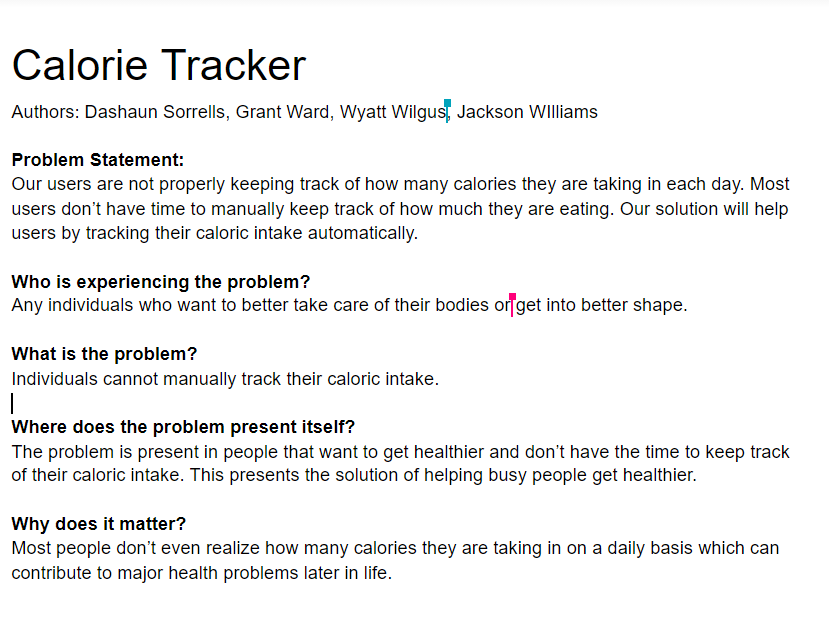 Calorie Tracker
Authors: Dashaun Sorrells, Grant Ward, Wyatt Wilgus, Jackson WIlliams
Problem Statement:
Our users are not properly keeping track of how many calories they are taking in each day. Most
users don’t have time to manually keep track of how much they are eating. Our solution will help
users by tracking their caloric intake automatically.
Who is experiencing the problem?
Any individuals who want to better take care of their bodies or get into better shape.
What is the problem?
Individuals cannot manually track their caloric intake.
Where does the problem present itself?
The problem is present in people that want to get healthier and don’t have the time to keep track
of their caloric intake. This presents the solution of helping busy people get healthier.
Why does it matter?
Most people don’t even realize how many calories they are taking in on a daily basis which can
contribute to major health problems later in life.